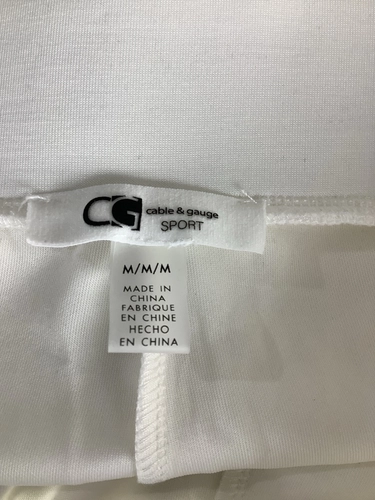 CG cable & gauge
SPORT
M/M/M
MADE IN
CHINA
FABRIQUE
EN CHINE
HECHO
EN CHINA